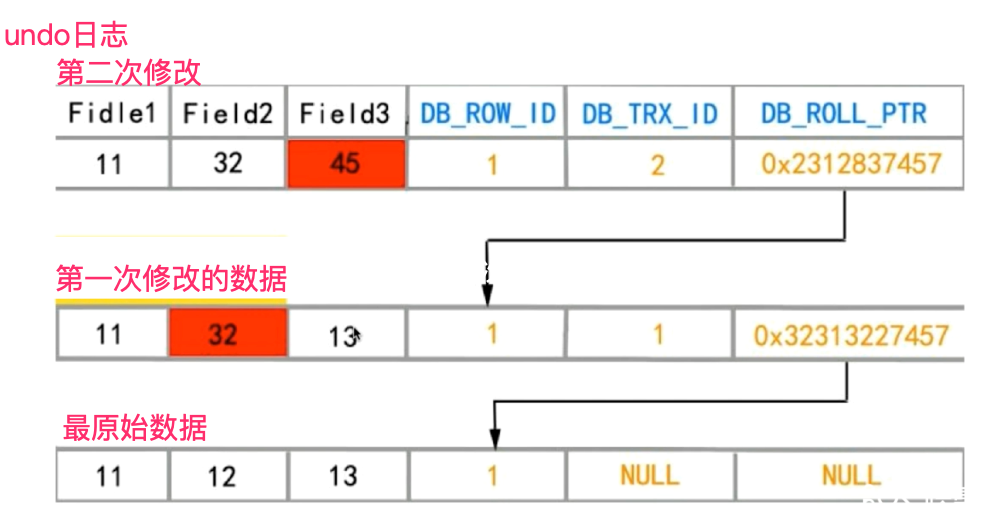 undo日志
第二次修改
Fidle1 Field2 Field3 DB_ROW_ID DB_TRX_ID DB_ROLL_PTR
11 32 45 1 2 0x2312837457
第一次修改的数据
11 32 13 1 1 0x32313227457
最原始数据
11 12 13 1 NULL NULL